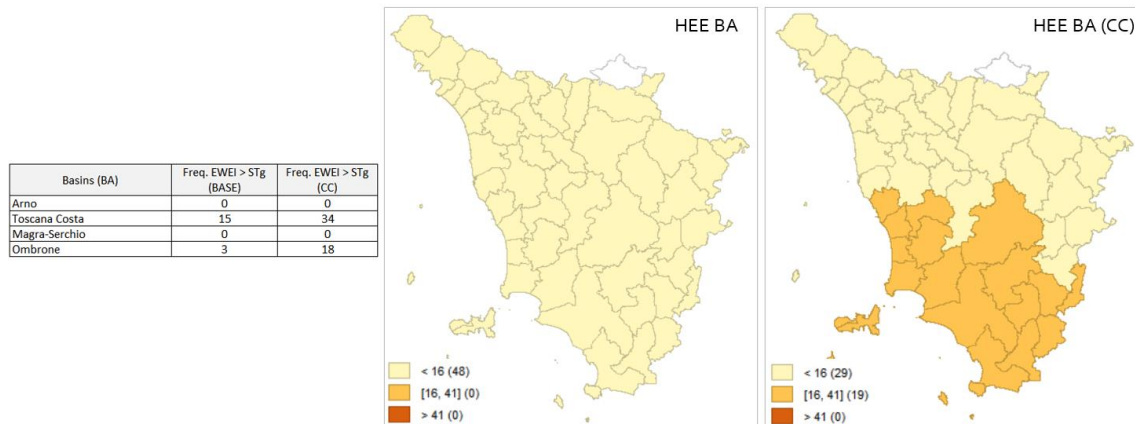 Basins (BA) Freq. EWEI > STg (BASE) Freq. EWEI > STg (CC)
Arno 0 0
Toscana Costa 15 34
Magra-Serchio 0 0
Ombrone 3 18
HEE BA
< 16 (48)
[16, 41] (0)
> 41 (0)
HEE BA (CC)
< 16 (29)
[16, 41] (19)
> 41 (0)